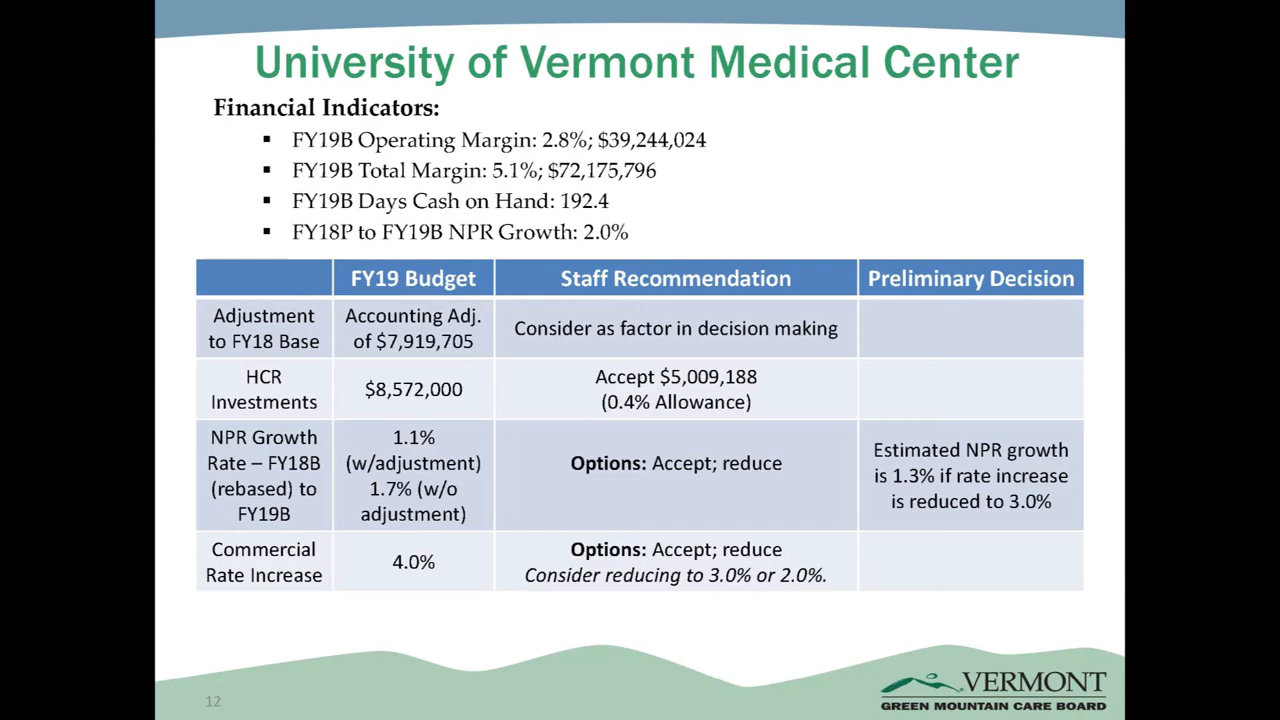 University of Vermont Medical Center
Financial Indicators:
▪ FY19B Operating Margin: 2.8%; $39,244,024
▪ FY19B Total Margin: 5.1%; $72,175,796
▪ FY19B Days Cash on Hand: 192.4
▪ FY18P to FY19B NPR Growth: 2.0%
FY19 Budget
Staff Recommendation
Preliminary Decision
Adjustment
to FY18 Base
Accounting Adj.
of $7,919,705
Consider as factor in decision making
HCR
Investments
$8,572,000
Accept $5,009,188
(0.4% Allowance)
NPR Growth
Rate – FY18B
(rebased) to
FY19B
1.1%
(w/adjustment)
1.7% (w/o
adjustment)
Options: Accept; reduce
Estimated NPR growth
is 1.3% if rate increase
is reduced to 3.0%
Commercial
Rate Increase
4.0%
Options: Accept; reduce
Consider reducing to 3.0% or 2.0%.
12
VERMONT
GREEN MOUNTAIN CARE BOARD